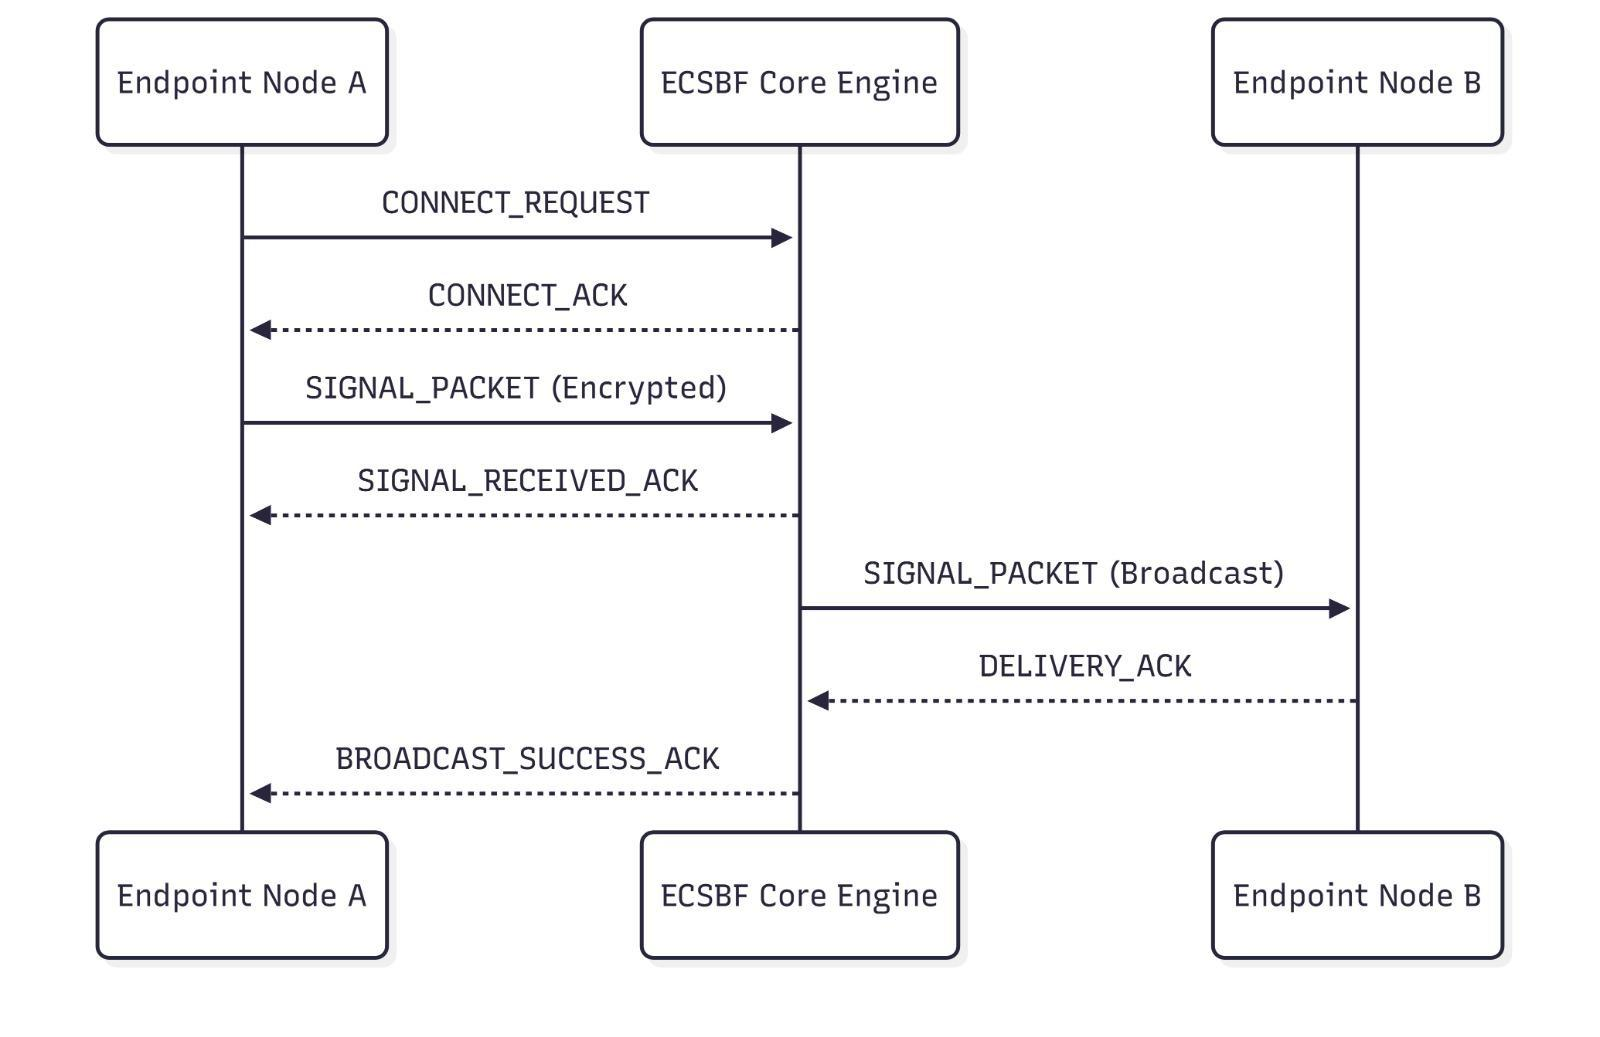 Endpoint Node A
ECSBF Core Engine
Endpoint Node B
CONNECT_REQUEST
CONNECT_ACK
SIGNAL_PACKET (Encrypted)
SIGNAL_RECEIVED_ACK
SIGNAL_PACKET (Broadcast)
DELIVERY_ACK
BROADCAST_SUCCESS_ACK
Endpoint Node A
ECSBF Core Engine
Endpoint Node B